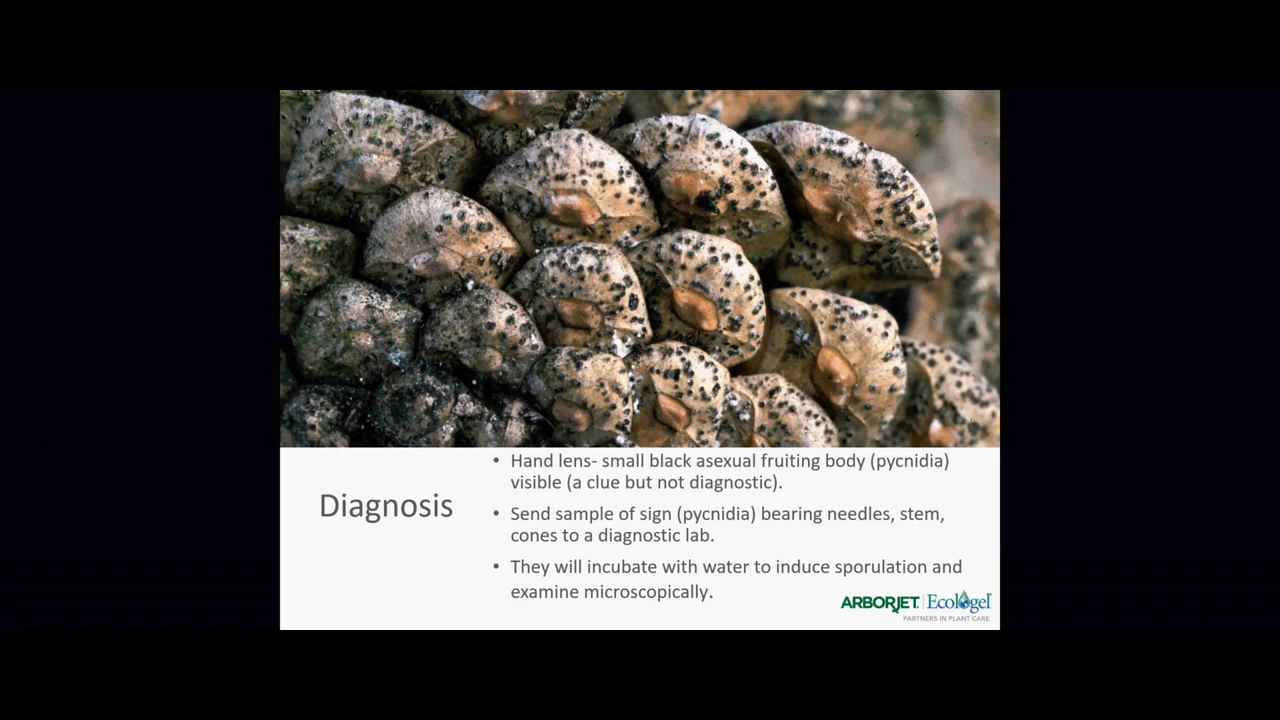 Diagnosis
• Hand lens- small black asexual fruiting body (pycnidia)
visible (a clue but not diagnostic).
• Send sample of sign (pycnidia) bearing needles, stem,
cones to a diagnostic lab.
• They will incubate with water to induce sporulation and
examine microscopically.
ARBORJET | Ecologel
PARTNERS IN PLANT CARE